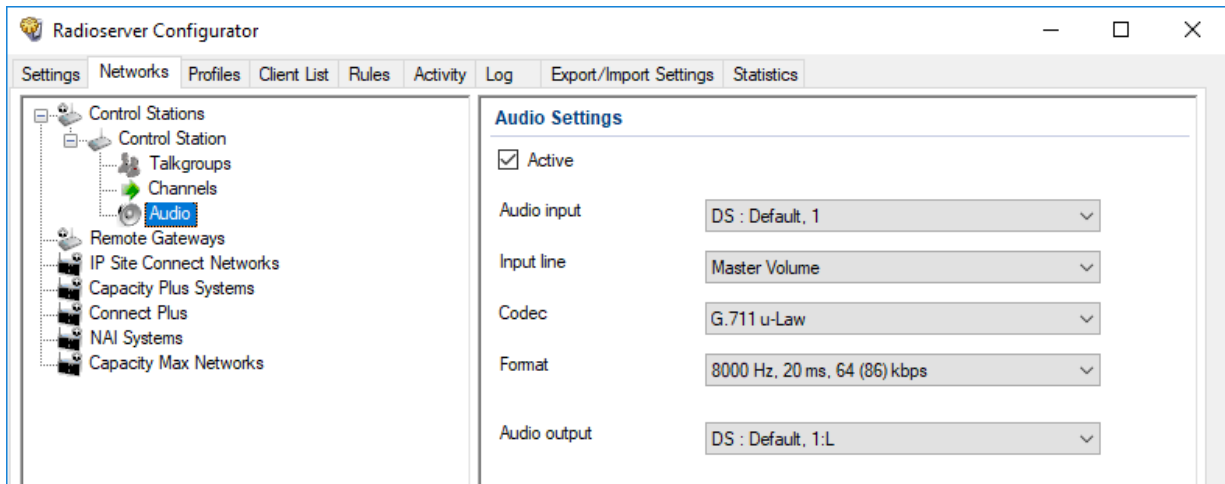 Radioserver Configurator
Settings Networks Profiles Client List Rules Activity Log Export/Import Settings Statistics
Control Stations
Control Station
Talkgroups
Channels
Audio
Remote Gateways
IP Site Connect Networks
Capacity Plus Systems
Connect Plus
NAI Systems
Capacity Max Networks
Audio Settings
Active
Audio input DS : Default, 1
Input line Master Volume
Codec G.711 u-Law
Format 8000 Hz, 20 ms, 64 (86) kbps
Audio output DS : Default, 1:L